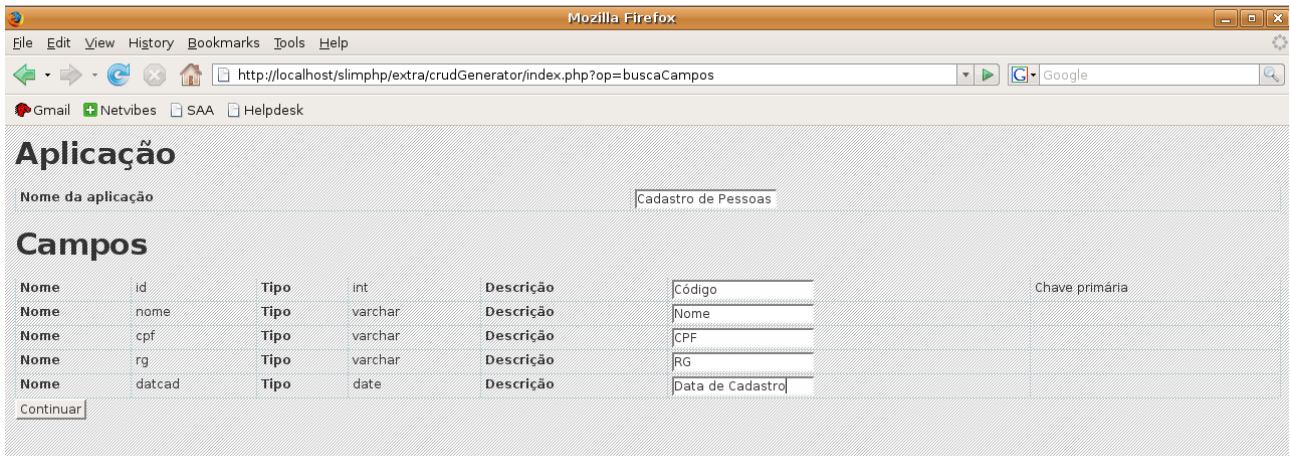 Mozilla Firefox
File Edit View History Bookmarks Tools Help
http://localhost/slimphp/extra/crudGenerator/index.php?op=buscaCampos G Google
Gmail Netvibes SAA Helpdesk
Aplicação
Nome da aplicação Cadastro de Pessoas
Campos
Nome id Tipo int Descrição Código Chave primária
Nome nome Tipo varchar Descrição Nome
Nome cpf Tipo varchar Descrição CPF
Nome rg Tipo varchar Descrição RG
Nome datcad Tipo date Descrição Data de Cadastro
Continuar